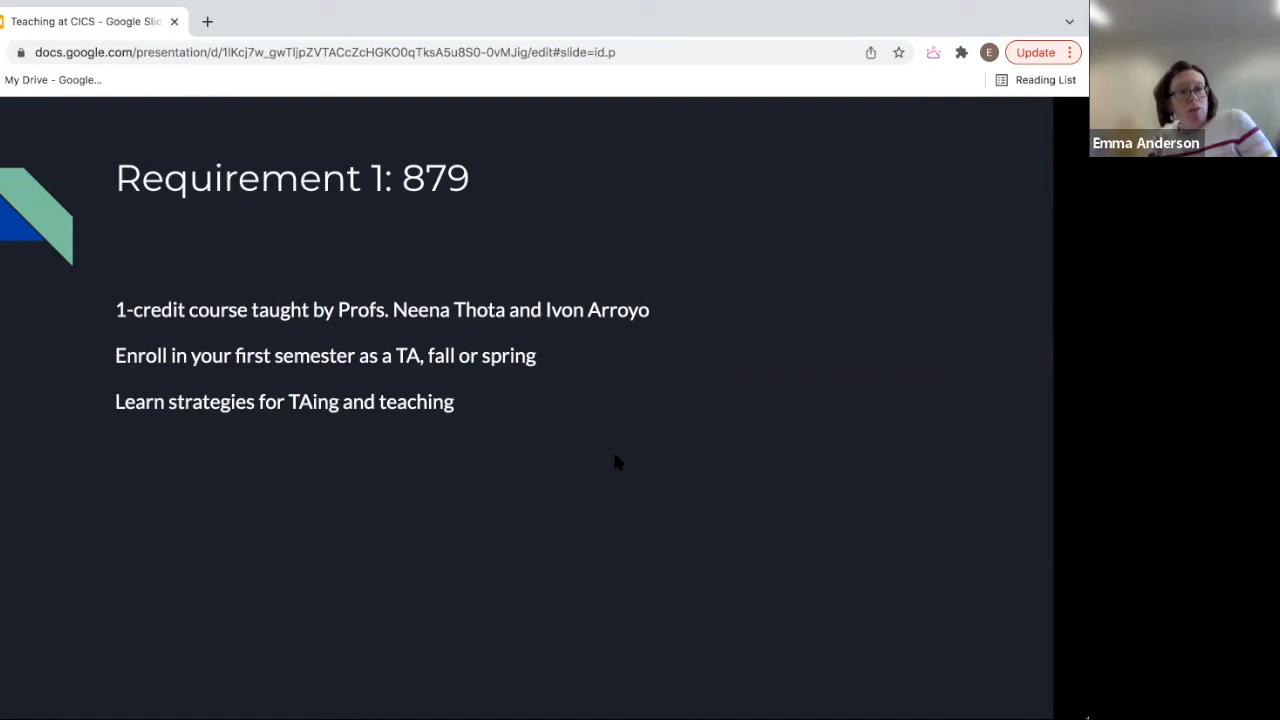 Teaching at CICS - Google Slid
docs.google.com/presentation/d/1lKcj7w_gwTljpZVTACcZcHGKO0qTksA5u8S0-0vMJig/edit#slide=id.p
E
Update
My Drive - Google...
Reading List
Emma Anderson
Requirement 1: 879
1-credit course taught by Profs. Neena Thota and Ivon Arroyo
Enroll in your first semester as a TA, fall or spring
Learn strategies for TAing and teaching